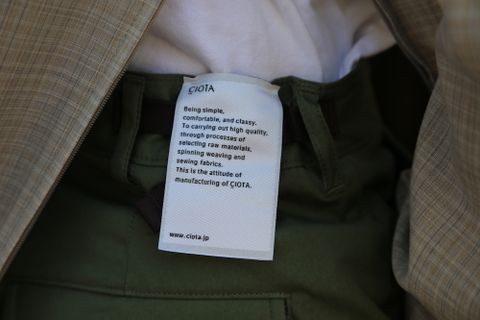 ÇIOTA
Being simple,
comfortable, and classy.
To carrying out high quality,
through processes of
selecting raw materials,
spinning weaving and
sewing fabrics.
This is the attitude of
manufacturing of ÇIOTA.
www.ciota.jp